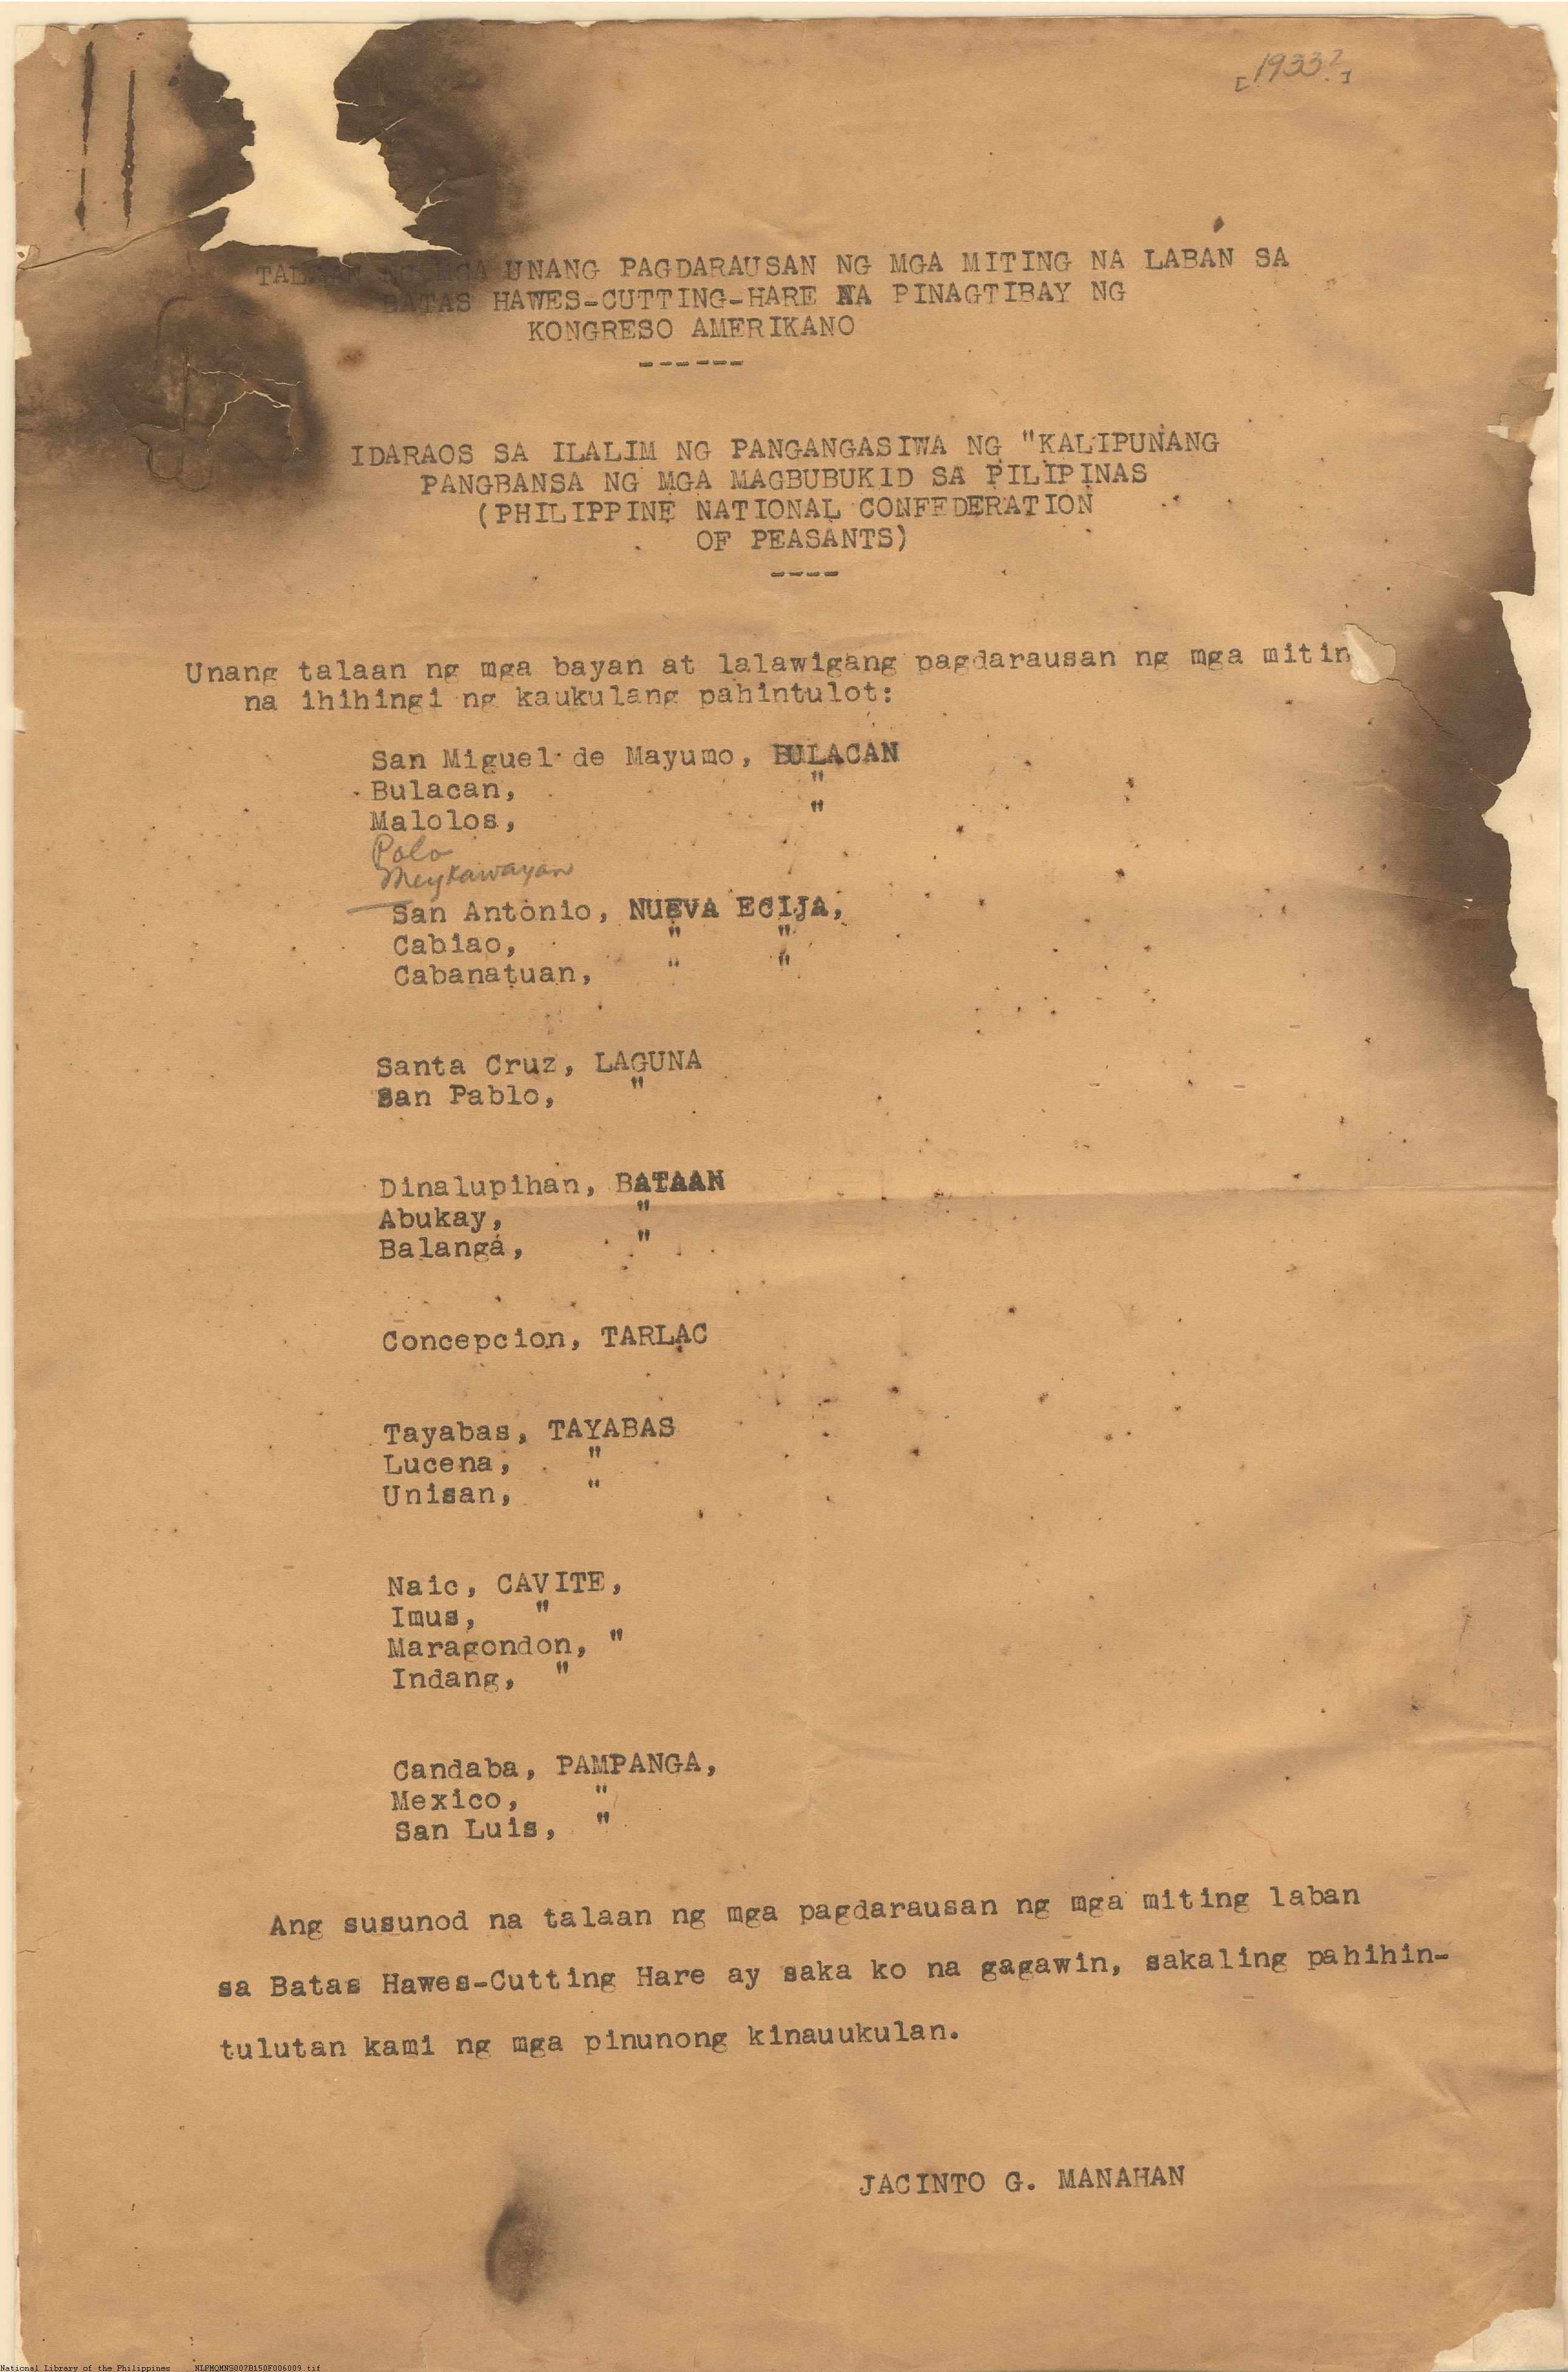 [1933?]
TALAAN NG MGA UNANG PAGDARAUSAN NG MGA MITING NA LABAN SA
BATAS HAWES-CUTTING-HARE NA PINAGTIBAY NG
KONGRESO AMERIKANO
------
IDARAOS SA ILALIM NG PANGANGASIWA NG "KALIPUNANG
PANGBANSA NG MGA MAGBUBUKID SA PILIPINAS
(PHILIPPINE NATIONAL CONFEDERATION
OF PEASANTS)
----
Unang talaan ng mga bayan at lalawigang pagdarausan ng mga mitin
na ihihingi ng kaukulang pahintulot:
San Miguel de Mayumo, BULACAN
Bulacan, "
Malolos, "
Polo
Meykawayan
San Antonio, NUEVA ECIJA,
Cabiao, " "
Cabanatuan, " "
Santa Cruz, LAGUNA
San Pablo, "
Dinalupihan, BATAAN
Abukay, "
Balangá, "
Concepcion, TARLAC
Tayabas, TAYABAS
Lucena, "
Unisan, "
Naic, CAVITE,
Imus, "
Maragondon, "
Indang, "
Candaba, PAMPANGA,
Mexico, "
San Luis, "
Ang susunod na talaan ng mga pagdarausan ng mga miting laban
sa Batas Hawes-Cutting Hare ay saka ko na gagawin, sakaling pahihin-
tulutan kami ng mga pinunong kinauukulan.
JACINTO G. MANAHAN
National Library of the Philippines NLPMQMNS007B150F006009.tif